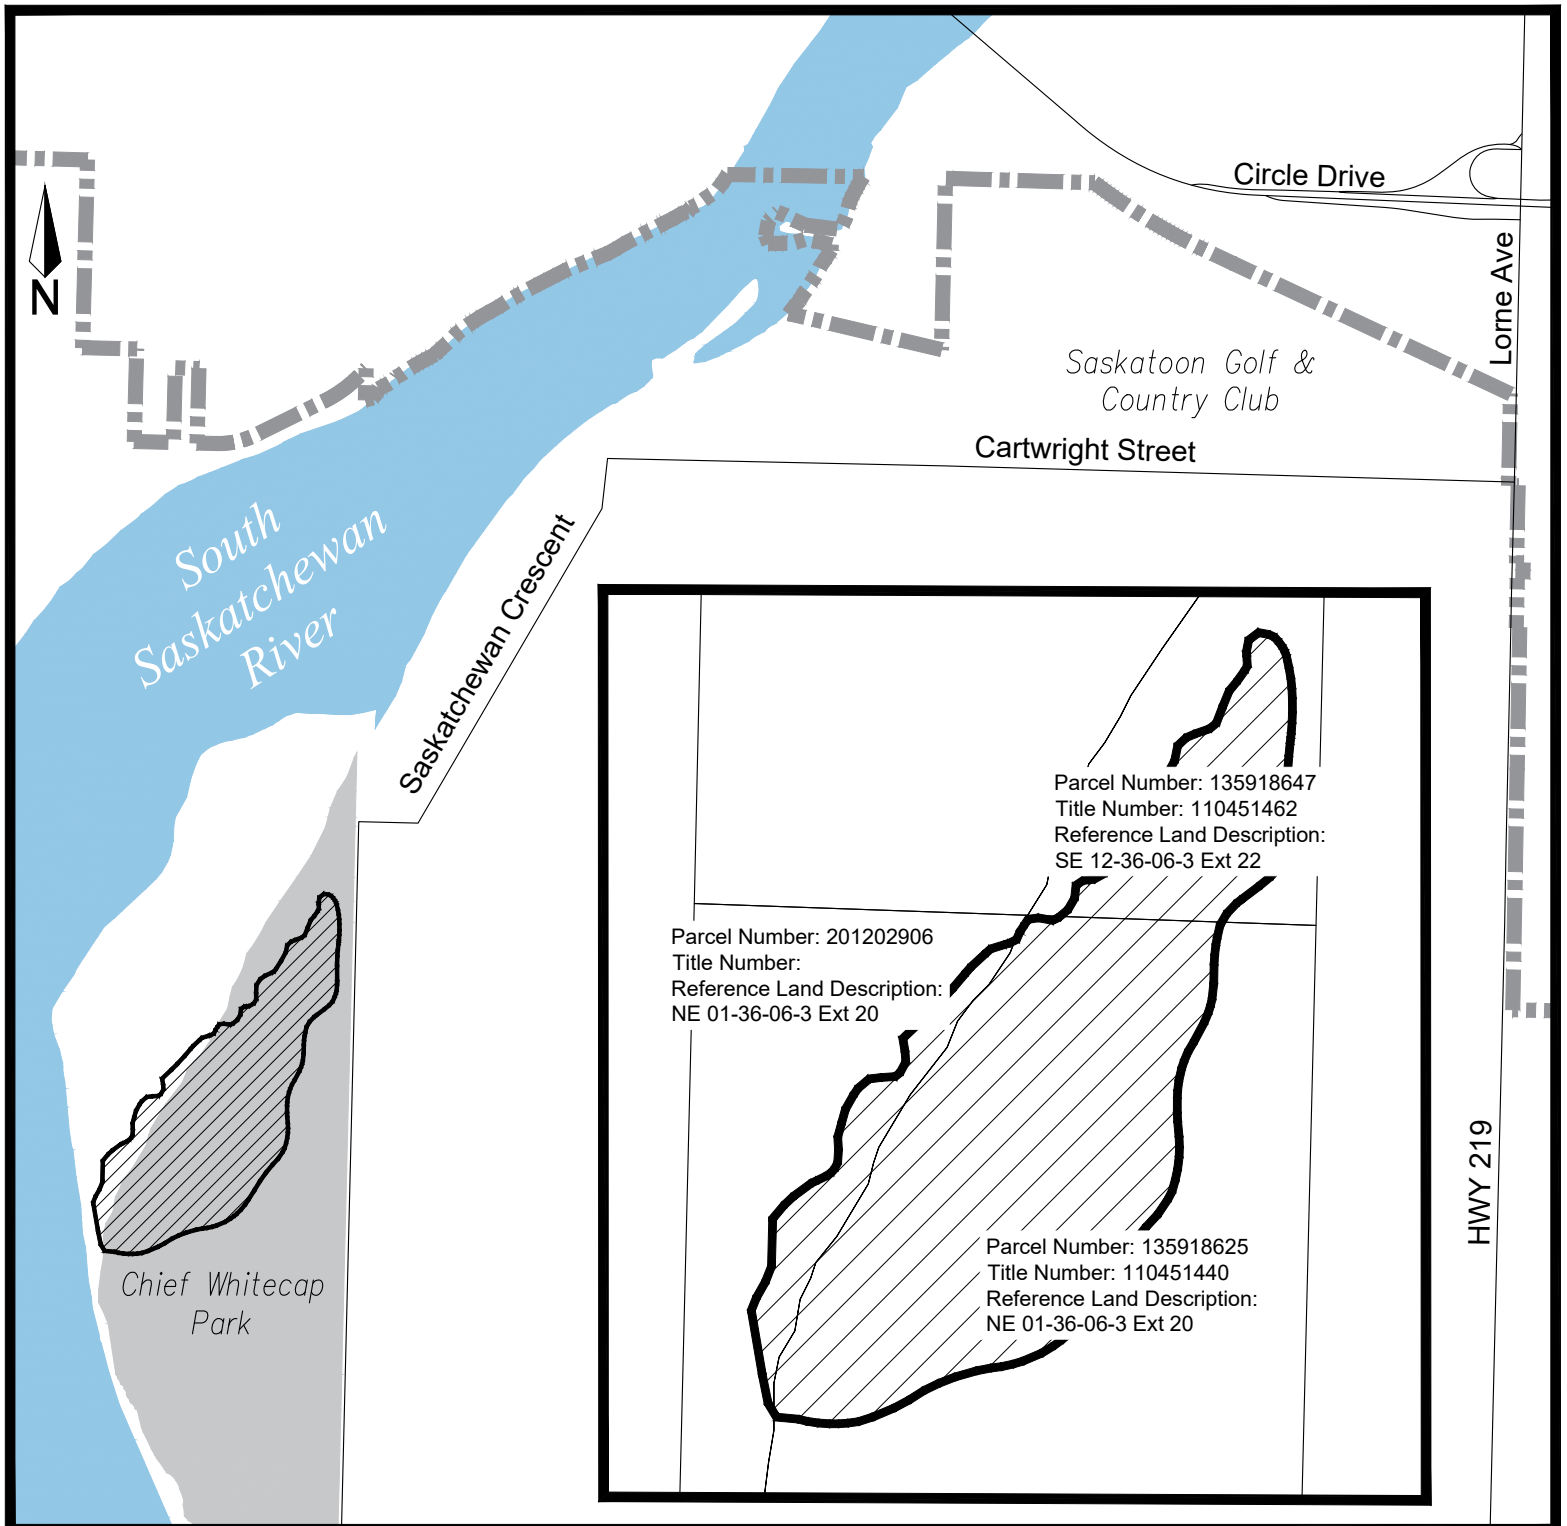 Circle Drive
N
Lorne Ave
Saskatoon Golf &
Country Club
Cartwright Street
South
Saskatchewan
River
Saskatchewan Crescent
Parcel Number: 135918647
Title Number: 110451462
Reference Land Description:
SE 12-36-06-3 Ext 22
Parcel Number: 201202906
Title Number:
Reference Land Description:
NE 01-36-06-3 Ext 20
Parcel Number: 135918625
Title Number: 110451440
Reference Land Description:
NE 01-36-06-3 Ext 20
HWY 219
Chief Whitecap
Park